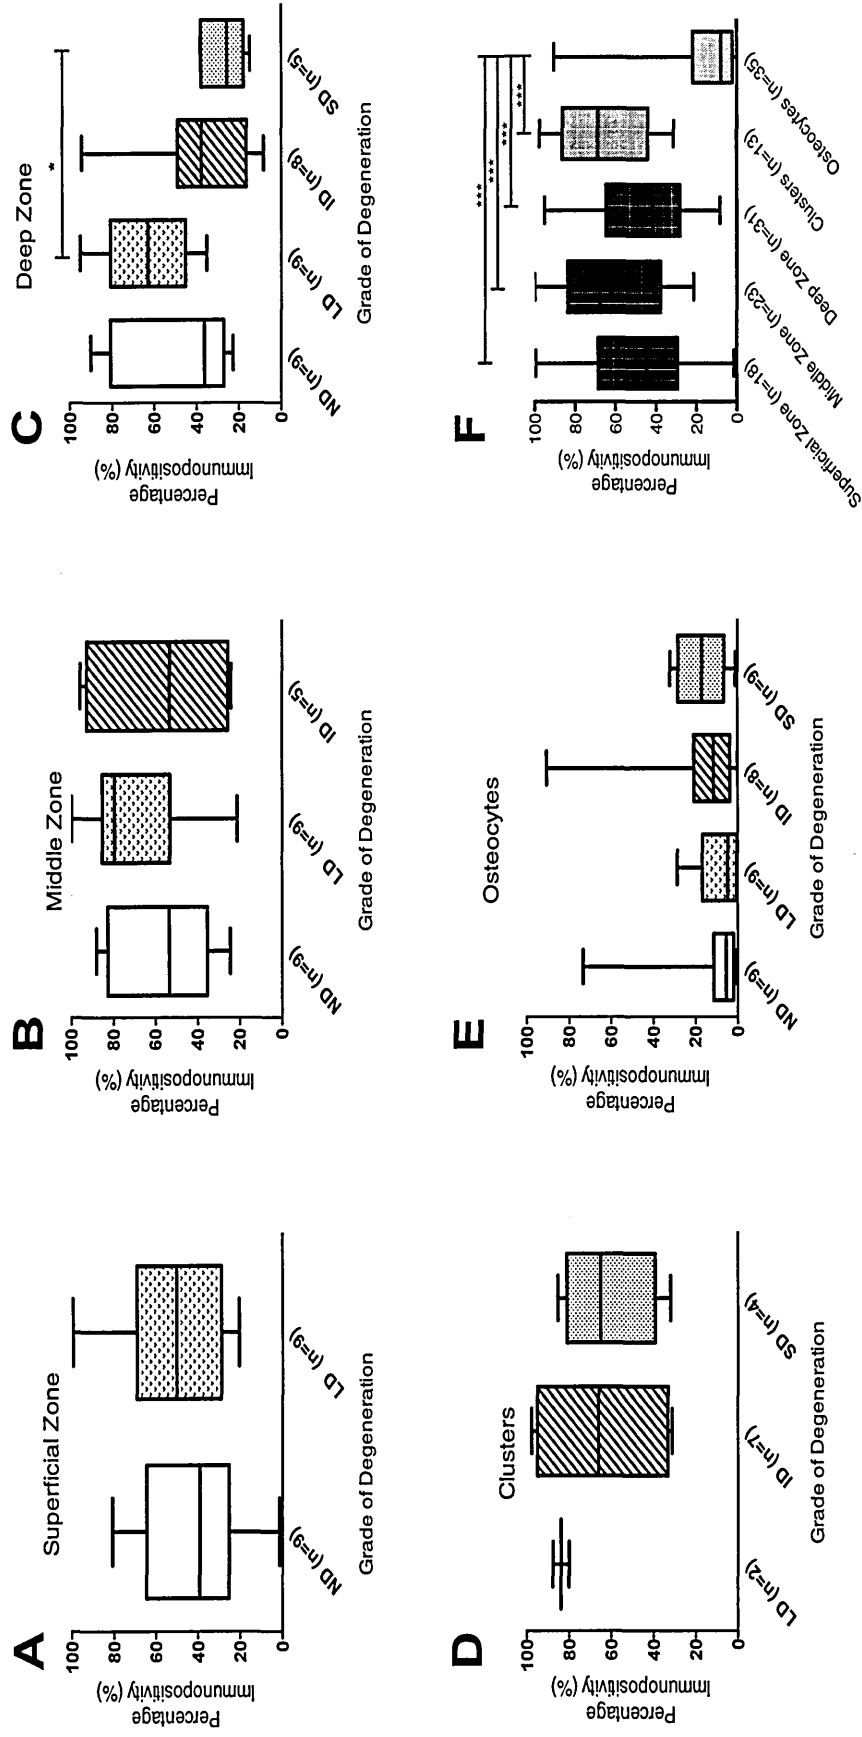 A
Superficial Zone
Percentage
Immunopositivity (%)
100
80
60
40
20
0
ND (n=9)
LD (n=9)
Grade of Degeneration
B
Middle Zone
Percentage
Immunopositivity (%)
100
80
60
40
20
0
ND (n=9)
LD (n=9)
ID (n=5)
Grade of Degeneration
C
Deep Zone
Percentage
Immunopositivity (%)
100
80
60
40
20
0
*
ND (n=9)
LD (n=9)
ID (n=8)
SD (n=5)
Grade of Degeneration
D
Clusters
Percentage
Immunopositivity (%)
100
80
60
40
20
0
LD (n=2)
ID (n=7)
SD (n=4)
Grade of Degeneration
E
Osteocytes
Percentage
Immunopositivity (%)
100
80
60
40
20
0
ND (n=9)
LD (n=9)
ID (n=8)
SD (n=9)
Grade of Degeneration
F
Percentage
Immunopositivity (%)
100
80
60
40
20
0
***
***
***
***
Superficial Zone (n=18)
Middle Zone (n=23)
Deep Zone (n=31)
Clusters (n=13)
Osteocytes (n=35)